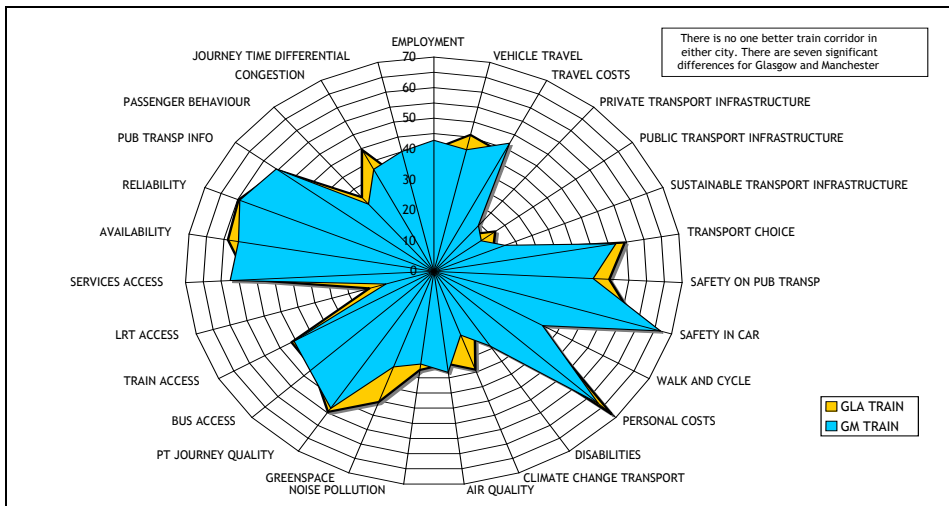 There is no one better train corridor in
either city. There are seven significant
differences for Glasgow and Manchester
EMPLOYMENT
VEHICLE TRAVEL
TRAVEL COSTS
PRIVATE TRANSPORT INFRASTRUCTURE
PUBLIC TRANSPORT INFRASTRUCTURE
SUSTAINABLE TRANSPORT INFRASTRUCTURE
TRANSPORT CHOICE
SAFETY ON PUB TRANSP
SAFETY IN CAR
WALK AND CYCLE
PERSONAL COSTS
DISABILITIES
CLIMATE CHANGE TRANSPORT
AIR QUALITY
NOISE POLLUTION
GREENSPACE
PT JOURNEY QUALITY
BUS ACCESS
TRAIN ACCESS
LRT ACCESS
SERVICES ACCESS
AVAILABILITY
RELIABILITY
PUB TRANSP INFO
PASSENGER BEHAVIOUR
CONGESTION
JOURNEY TIME DIFFERENTIAL
70
60
50
40
30
20
10
0
GLA TRAIN
GM TRAIN